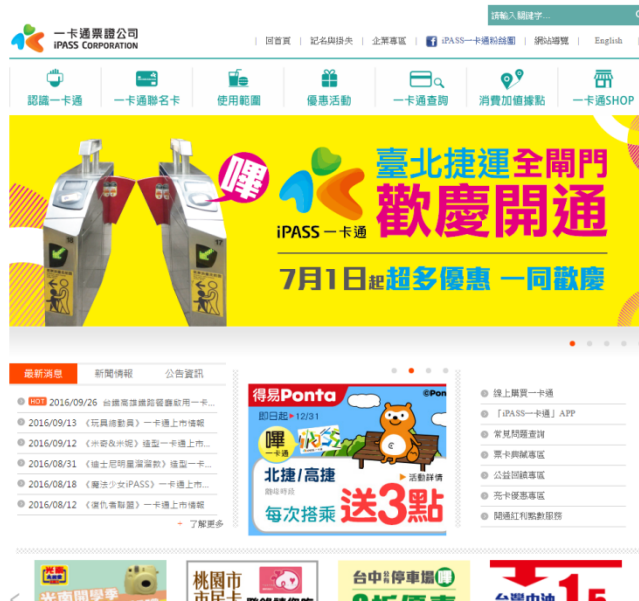 請輸入關鍵字...
一卡通票證公司
iPASS CORPORATION
回首頁 | 記名與掛失 | 企業專區 | iPASS一卡通粉絲團 | 網站導覽 | English
認識一卡通 一卡通聯名卡 使用範圍 優惠活動 一卡通查詢 消費加值據點 一卡通SHOP
嗶
iPASS 一卡通
臺北捷運全閘門
歡慶開通
7月1日起超多優惠 一同歡慶
最新消息 新聞情報 公告資訊
HOT 2016/09/26 台鐵高雄鐵路餐廳啟用一卡...
2016/09/13 《玩具總動員》一卡通上市情報
2016/09/12 《米奇&米妮》造型一卡通上市...
2016/08/31 《迪士尼明星溜溜款》造型一卡...
2016/08/18 《魔法少女iPASS》一卡通上市...
2016/08/12 《復仇者聯盟》一卡通上市情報
+ 了解更多
得易Ponta
即日起▶12/31
嗶
一卡通
北捷/高捷
活動詳情
每次搭乘 送3點
線上購買一卡通
「iPASS一卡通」APP
常見問題查詢
票卡興賦專區
公益回饋專區
亮卡優惠專區
開通紅利點數服務
光南開學季
桃園市
市民卡
台中 停車場 嗶
台灣中油 15